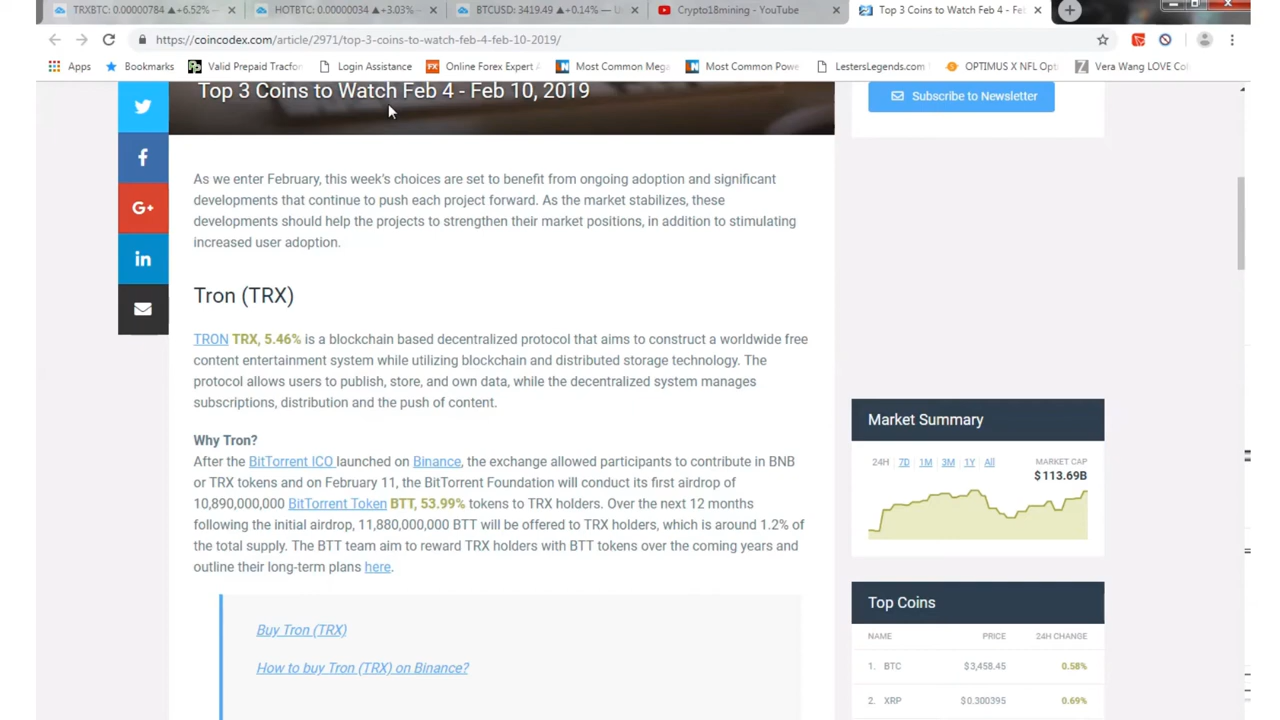 TRXBTC: 0.00000784 ▲+6.52% —
HOTBTC: 0.00000034 ▲+3.03% —
BTCUSD: 3419.49 ▲+0.14% — U
Crypto18mining - YouTube
Top 3 Coins to Watch Feb 4 - Feb
https://coincodex.com/article/2971/top-3-coins-to-watch-feb-4-feb-10-2019/
Apps
Bookmarks
Valid Prepaid Tracfon
Login Assistance
Online Forex Expert A
Most Common Mega
Most Common Powe
LestersLegends.com
OPTIMUS X NFL Opti
Vera Wang LOVE Col
Top 3 Coins to Watch Feb 4 - Feb 10, 2019
Subscribe to Newsletter
As we enter February, this week's choices are set to benefit from ongoing adoption and significant
developments that continue to push each project forward. As the market stabilizes, these
developments should help the projects to strengthen their market positions, in addition to stimulating
increased user adoption.
Tron (TRX)
TRON TRX, 5.46% is a blockchain based decentralized protocol that aims to construct a worldwide free
content entertainment system while utilizing blockchain and distributed storage technology. The
protocol allows users to publish, store, and own data, while the decentralized system manages
subscriptions, distribution and the push of content.
Why Tron?
After the BitTorrent ICO launched on Binance, the exchange allowed participants to contribute in BNB
or TRX tokens and on February 11, the BitTorrent Foundation will conduct its first airdrop of
10,890,000,000 BitTorrent Token BTT, 53.99% tokens to TRX holders. Over the next 12 months
following the initial airdrop, 11,880,000,000 BTT will be offered to TRX holders, which is around 1.2% of
the total supply. The BTT team aim to reward TRX holders with BTT tokens over the coming years and
outline their long-term plans here.
Buy Tron (TRX)
How to buy Tron (TRX) on Binance?
Market Summary
24H 7D 1M 3M 1Y All
MARKET CAP
$113.69B
Top Coins
NAME PRICE 24H CHANGE
1. BTC $3,458.45 0.58%
2. XRP $0.300395 0.69%